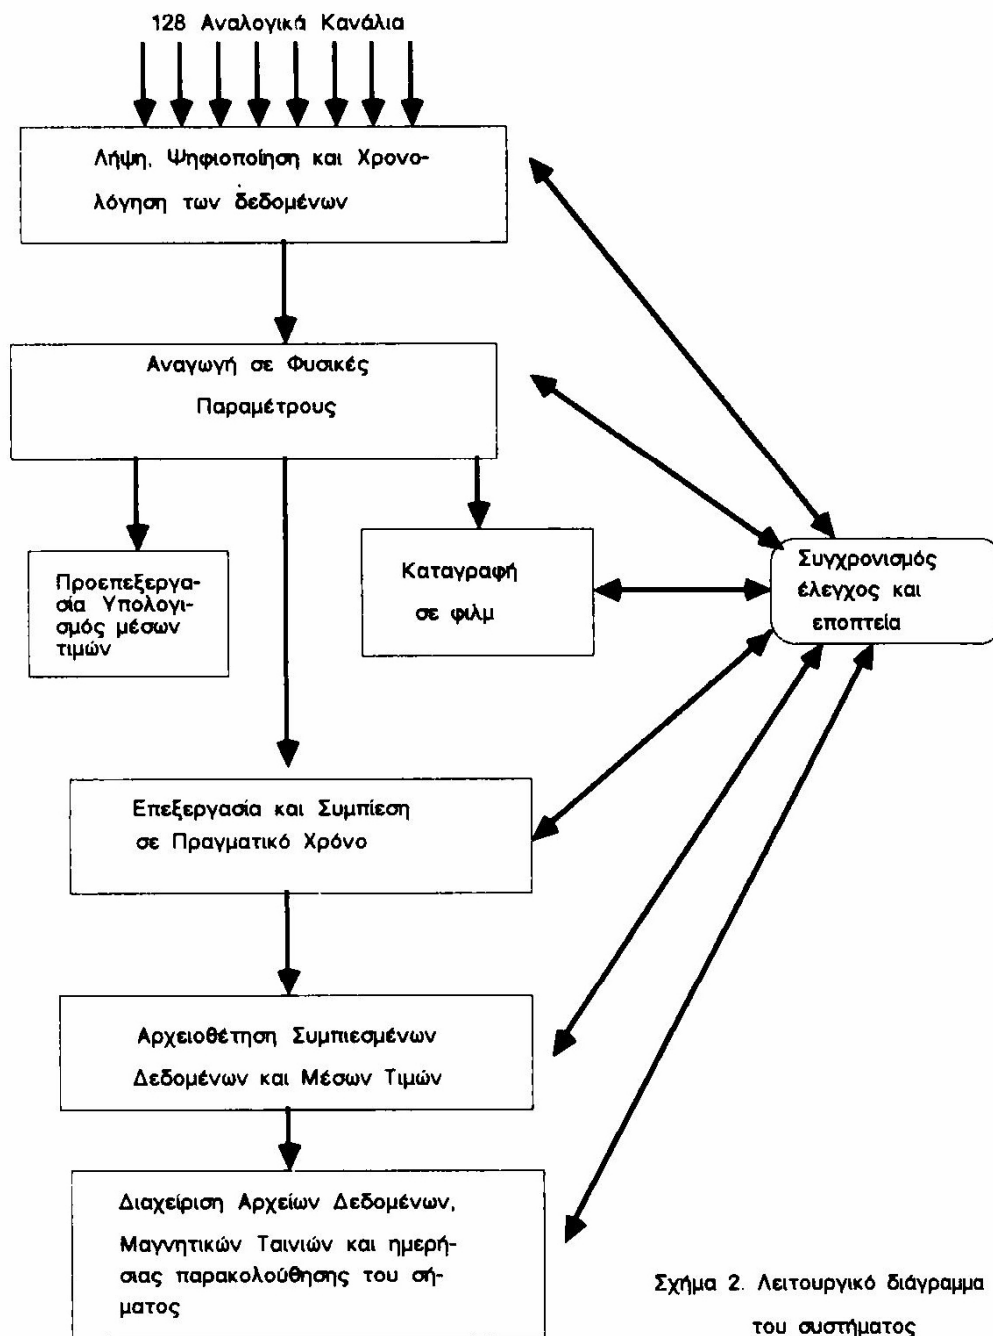 128 Αναλογικά Κανάλια
Λήψη, Ψηφιοποίηση και Χρονο-
λόγηση των δεδομένων
Αναγωγή σε Φυσικές
Παραμέτρους
Προεπεξεργα-
σία Υπολογι-
σμός μέσων
τιμών
Καταγραφή
σε φιλμ
Συγχρονισμός
έλεγχος και
εποπτεία
Επεξεργασία και Συμπίεση
σε Πραγματικό Χρόνο
Αρχειοθέτηση Συμπιεσμένων
Δεδομένων και Μέσων Τιμών
Διαχείριση Αρχείων Δεδομένων,
Μαγνητικών Ταινιών και ημερή-
σιας παρακολούθησης του σή-
ματος
Σχήμα 2. Λειτουργικό διάγραμμα
του συστήματος